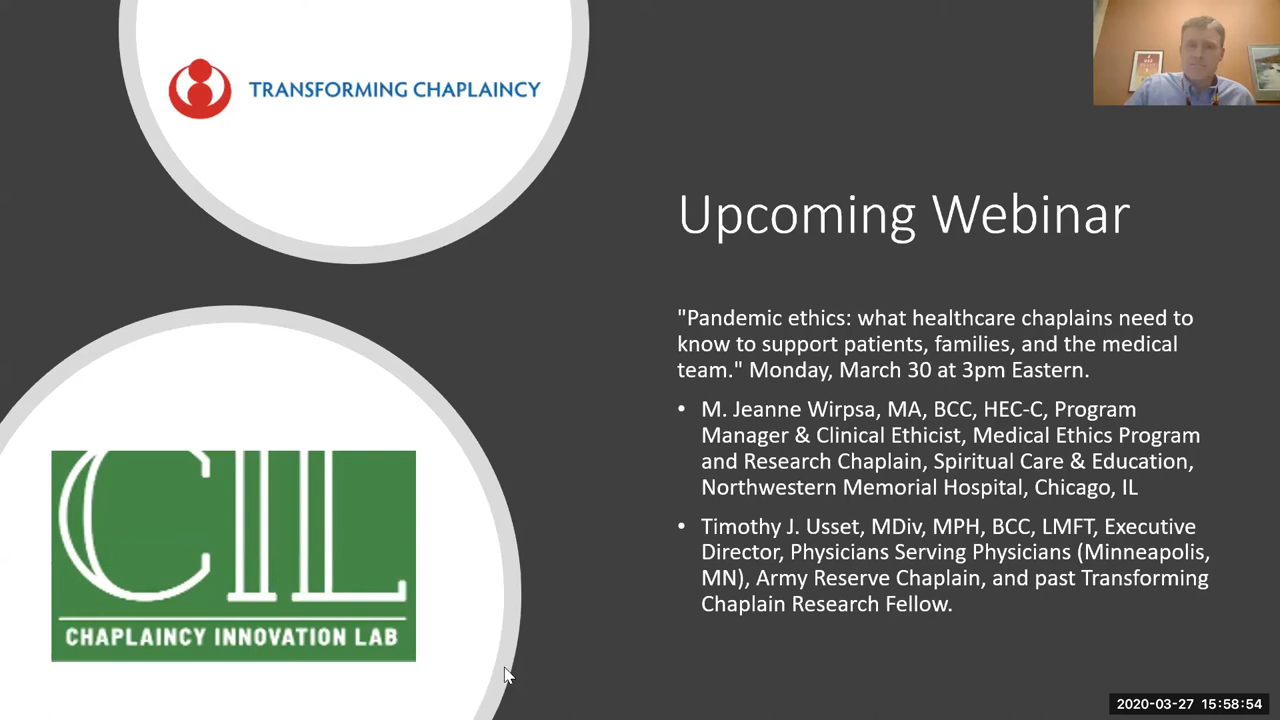 TRANSFORMING CHAPLAINCY
Upcoming Webinar
"Pandemic ethics: what healthcare chaplains need to
know to support patients, families, and the medical
team." Monday, March 30 at 3pm Eastern.
• M. Jeanne Wirpsa, MA, BCC, HEC-C, Program
Manager & Clinical Ethicist, Medical Ethics Program
and Research Chaplain, Spiritual Care & Education,
Northwestern Memorial Hospital, Chicago, IL
• Timothy J. Usset, MDiv, MPH, BCC, LMFT, Executive
Director, Physicians Serving Physicians (Minneapolis,
MN), Army Reserve Chaplain, and past Transforming
Chaplain Research Fellow.
CIL
CHAPLAINCY INNOVATION LAB
2020-03-27 15:58:54